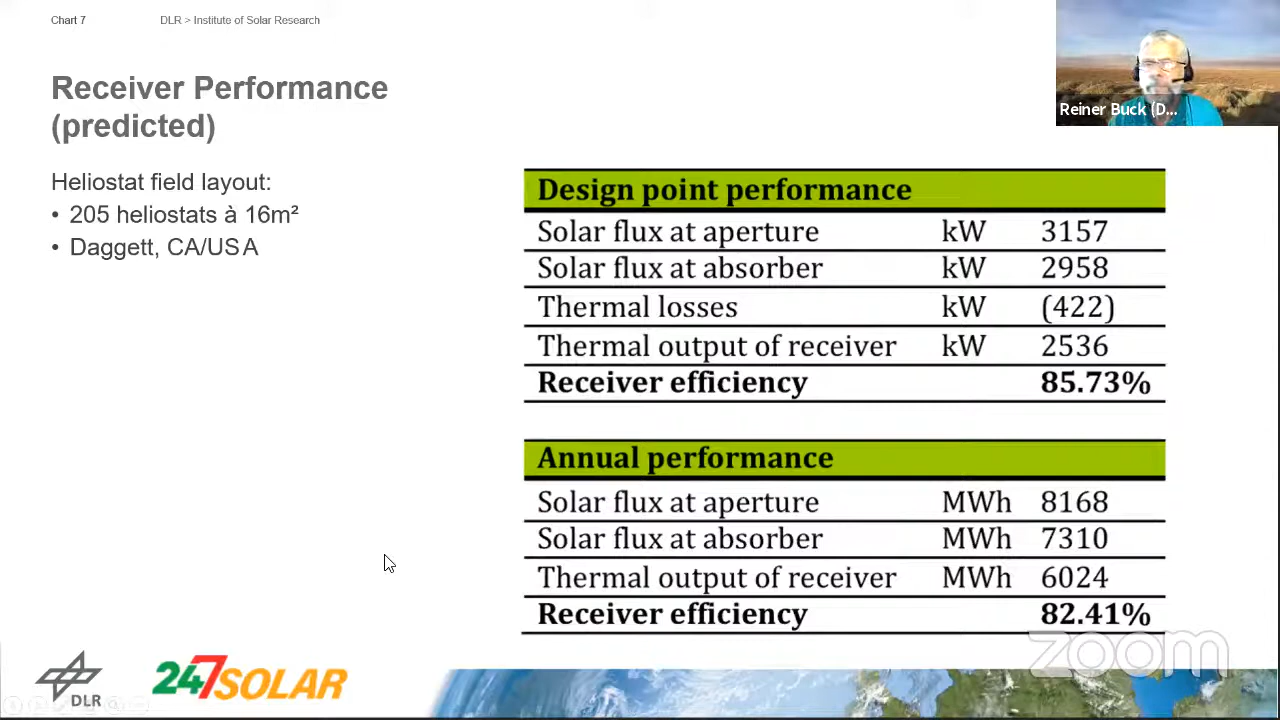 Chart 7 DLR > Institute of Solar Research
Receiver Performance
(predicted)
Heliostat field layout:
• 205 heliostats à 16m²
• Daggett, CA/USA
Reiner Buck (D...
Design point performance
Solar flux at aperture kW 3157
Solar flux at absorber kW 2958
Thermal losses kW (422)
Thermal output of receiver kW 2536
Receiver efficiency 85.73%
Annual performance
Solar flux at aperture MWh 8168
Solar flux at absorber MWh 7310
Thermal output of receiver MWh 6024
Receiver efficiency 82.41%
zoom
DLR
247SOLAR